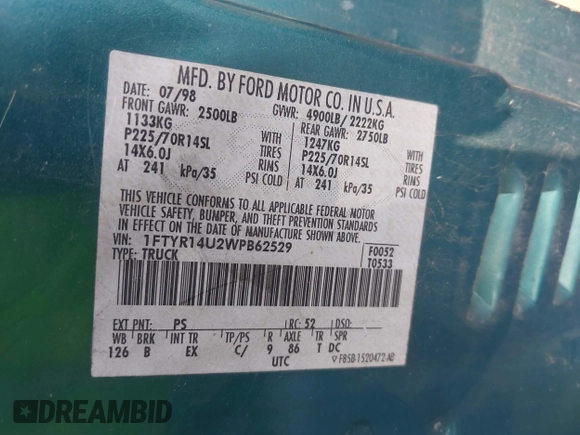 MFD. BY FORD MOTOR CO. IN U.S.A.
DATE: 07/98 GVWR: 4900LB/ 2222KG
FRONT GAWR: 2500LB REAR GAWR: 2750LB
1133KG WITH 1247KG WITH
P225/70R14SL TIRES P225/70R14SL TIRES
14X6.0J RIMS 14X6.0J RIMS
AT 241 kPa/35 PSI COLD AT 241 kPa/35 PSI COLD
THIS VEHICLE CONFORMS TO ALL APPLICABLE FEDERAL MOTOR
VEHICLE SAFETY, BUMPER, AND THEFT PREVENTION STANDARDS
IN EFFECT ON THE DATE OF MANUFACTURE SHOWN ABOVE.
VIN: 1FTYR14U2WPB62529 F0052
TYPE: TRUCK T0533
EXT PNT: PS RC: 52 DSO:
WB BRK INT TR TP/PS R AXLE TR SPR
126 B EX C/ 9 86 T DC
UTC F85B-1520472-AB
DREAMBID